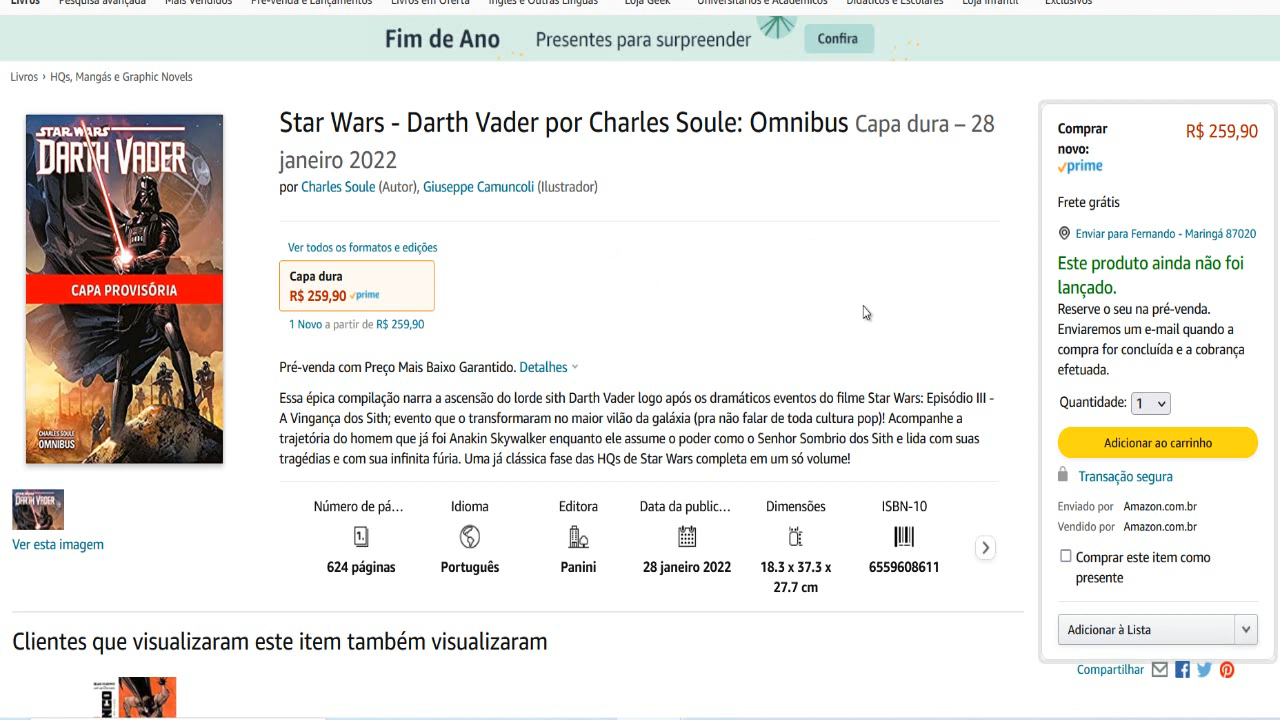 Livros Pesquisa avançada Mais Vendidos Pré-venda e Lançamentos Livros em Oferta Inglês e Outras Línguas Loja Geek Universitários e Acadêmicos Didáticos e Escolares Loja Infantil Exclusivos
Fim de Ano Presentes para surpreender Confira
Livros › HQs, Mangás e Graphic Novels
STAR WARS
DARTH VADER
CAPA PROVISÓRIA
CHARLES SOULE
OMNIBUS
DARTH VADER
Ver esta imagem
Star Wars - Darth Vader por Charles Soule: Omnibus Capa dura – 28
janeiro 2022
por Charles Soule (Autor), Giuseppe Camuncoli (Ilustrador)
Ver todos os formatos e edições
Capa dura
R$ 259,90 prime
1 Novo a partir de R$ 259,90
Pré-venda com Preço Mais Baixo Garantido. Detalhes
Essa épica compilação narra a ascensão do lorde sith Darth Vader logo após os dramáticos eventos do filme Star Wars: Episódio III -
A Vingança dos Sith; evento que o transformaram no maior vilão da galáxia (pra não falar de toda cultura pop)! Acompanhe a
trajetória do homem que já foi Anakin Skywalker enquanto ele assume o poder como o Senhor Sombrio dos Sith e lida com suas
tragédias e com sua infinita fúria. Uma já clássica fase das HQs de Star Wars completa em um só volume!
Número de pá... Idioma Editora Data da public... Dimensões ISBN-10
624 páginas Português Panini 28 janeiro 2022 18.3 x 37.3 x 6559608611
27.7 cm
Comprar R$ 259,90
novo:
prime
Frete grátis
Enviar para Fernando - Maringá 87020
Este produto ainda não foi
lançado.
Reserve o seu na pré-venda.
Enviaremos um e-mail quando a
compra for concluída e a cobrança
efetuada.
Quantidade: 1
Adicionar ao carrinho
Transação segura
Enviado por Amazon.com.br
Vendido por Amazon.com.br
Comprar este item como
presente
Adicionar à Lista
Compartilhar
Clientes que visualizaram este item também visualizaram